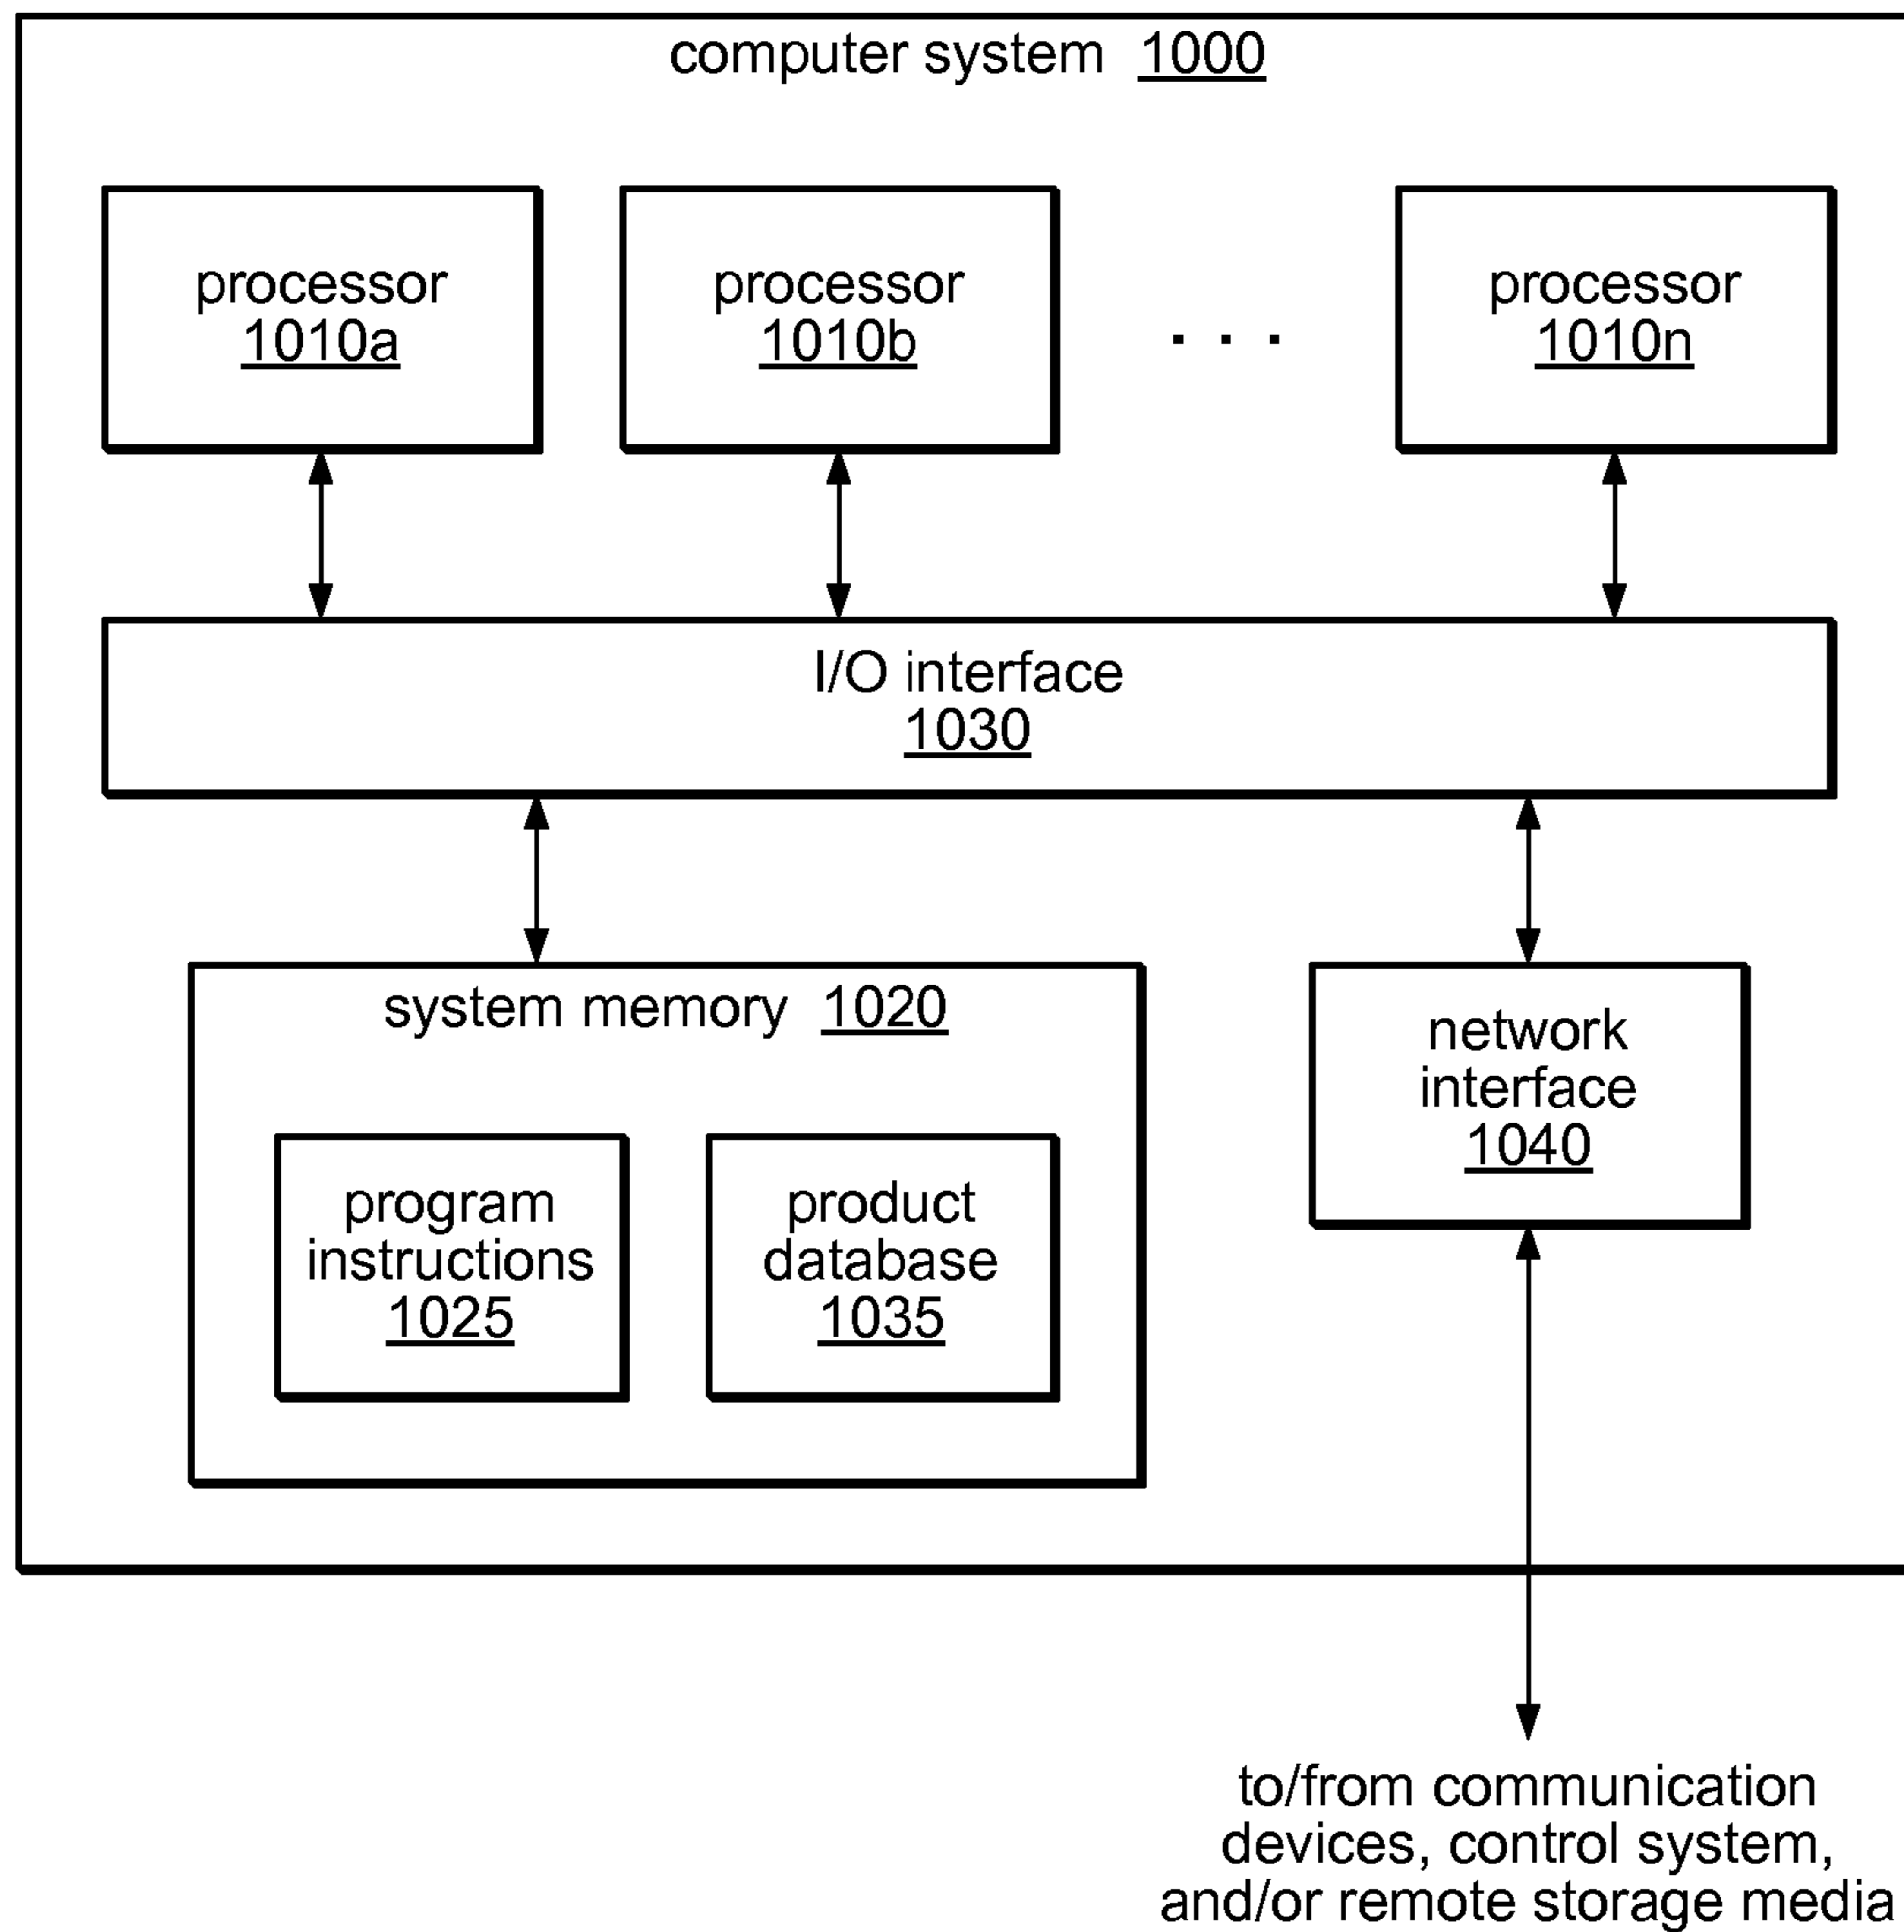 computer system 1000
processor
1010a
processor
1010b
. . .
processor
1010n
I/O interface
1030
system memory 1020
program
instructions
1025
product
database
1035
network
interface
1040
to/from communication
devices, control system,
and/or remote storage media